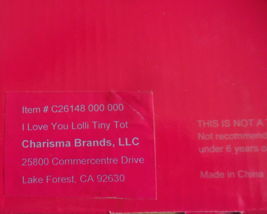 Item # C26148 000 000
I Love You Lolli Tiny Tot
Charisma Brands, LLC
25800 Commercentre Drive
Lake Forest, CA 92630
THIS IS NOT A
Not recommend
under 6 years o
Made in China